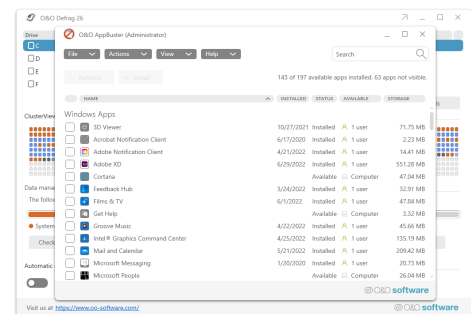 O&O Defrag 26
Drive
C
D
E
F
ClusterView
Data mana
The follow
System
Check
Automatic
Visit us at https://www.oo-software.com/
O&O software
O&O AppBuster (Administrator)
File Actions View Help Search
Remove Install 143 of 197 available apps installed. 63 apps not visible.
NAME INSTALLED STATUS AVAILABLE STORAGE
Windows Apps
3D Viewer 10/27/2021 Installed 1 user 71.75 MB
Acrobat Notification Client 6/17/2020 Installed 1 user 2.23 MB
Adobe Notification Client 4/21/2022 Installed 1 user 14.41 MB
Adobe XD 6/29/2022 Installed 1 user 551.28 MB
Cortana Available Computer 47.04 MB
Feedback Hub 3/24/2022 Installed 1 user 32.91 MB
Films & TV 6/1/2022 Installed 1 user 47.84 MB
Get Help Available Computer 3.32 MB
Groove Music 4/22/2022 Installed 1 user 45.66 MB
Intel® Graphics Command Center 4/25/2022 Installed 1 user 135.19 MB
Mail and Calendar 5/21/2022 Installed 1 user 209.42 MB
Microsoft Messaging 1/20/2020 Installed 1 user 20.73 MB
Microsoft People Available Computer 26.04 MB
O&O software